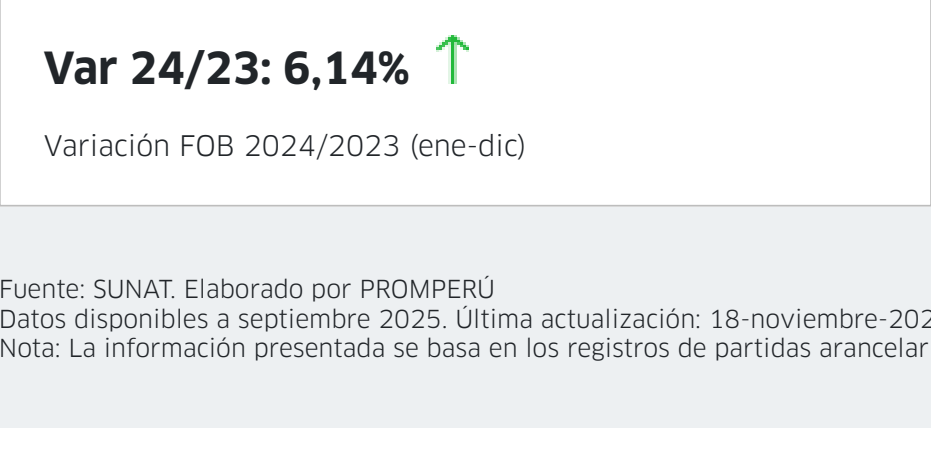 Var 24/23: 6,14% ↑
Variación FOB 2024/2023 (ene-dic)
Fuente: SUNAT. Elaborado por PROMPERÚ
Datos disponibles a septiembre 2025. Última actualización: 18-noviembre-202
Nota: La información presentada se basa en los registros de partidas arancelar